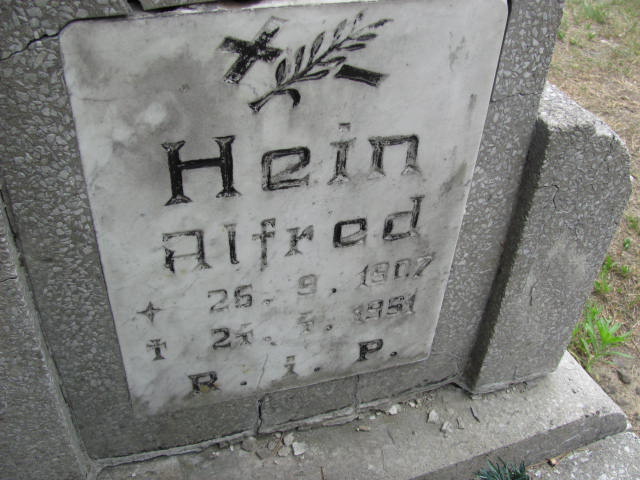 Hein
Alfred
26. 9. 1907
1951
R. i. P.